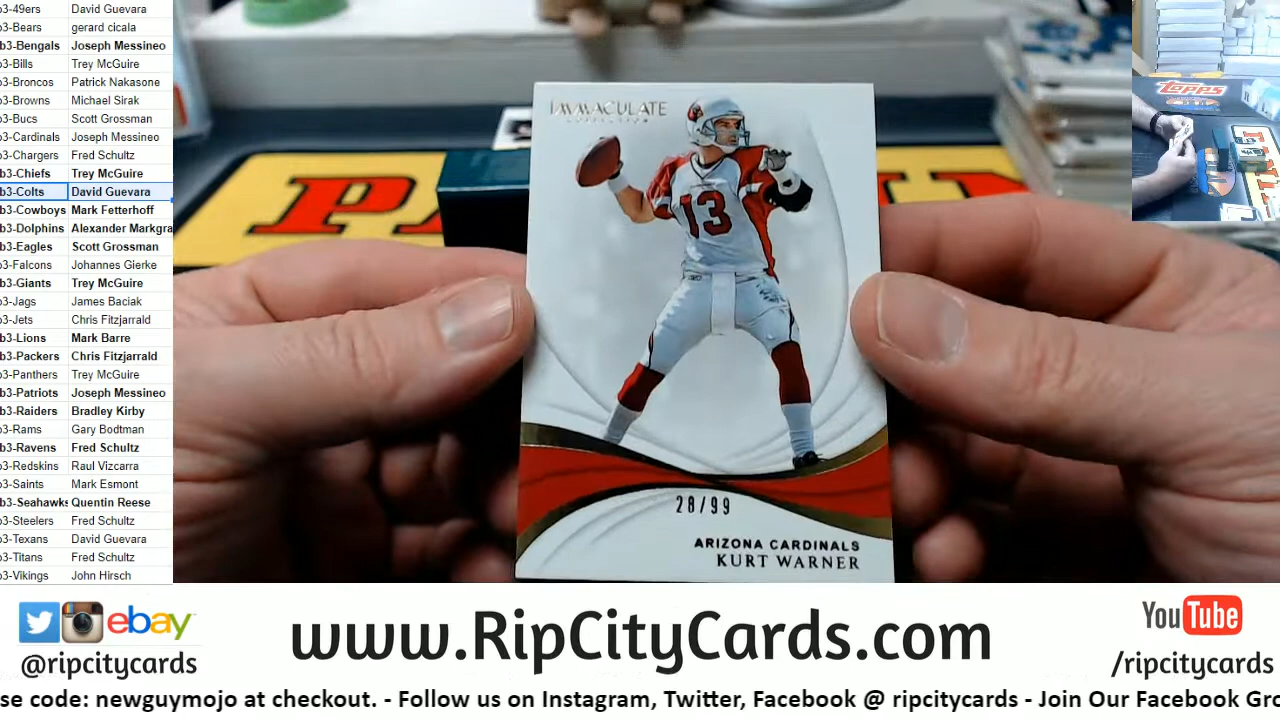 b3-49ers David Guevara
b3-Bears gerard cicala
b3-Bengals Joseph Messineo
b3-Bills Trey McGuire
b3-Broncos Patrick Nakasone
b3-Browns Michael Sirak
b3-Bucs Scott Grossman
b3-Cardinals Joseph Messineo
b3-Chargers Fred Schultz
b3-Chiefs Trey McGuire
b3-Colts David Guevara
b3-Cowboys Mark Fetterhoff
b3-Dolphins Alexander Markgra
b3-Eagles Scott Grossman
b3-Falcons Johannes Gierke
b3-Giants Trey McGuire
b3-Jags James Baciak
b3-Jets Chris Fitzjarrald
b3-Lions Mark Barre
b3-Packers Chris Fitzjarrald
b3-Panthers Trey McGuire
b3-Patriots Joseph Messineo
b3-Raiders Bradley Kirby
b3-Rams Gary Bodtman
b3-Ravens Fred Schultz
b3-Redskins Raul Vizcarra
b3-Saints Mark Esmont
b3-Seahawks Quentin Reese
b3-Steelers Fred Schultz
b3-Texans David Guevara
b3-Titans Fred Schultz
b3-Vikings John Hirsch
IMMACULATE
COLLECTION
13
28/99
ARIZONA CARDINALS
KURT WARNER
TOPPS
ebay
@ripcitycards
www.RipCityCards.com
YouTube
/ripcitycards
se code: newguymojo at checkout. - Follow us on Instagram, Twitter, Facebook @ ripcitycards - Join Our Facebook Gro